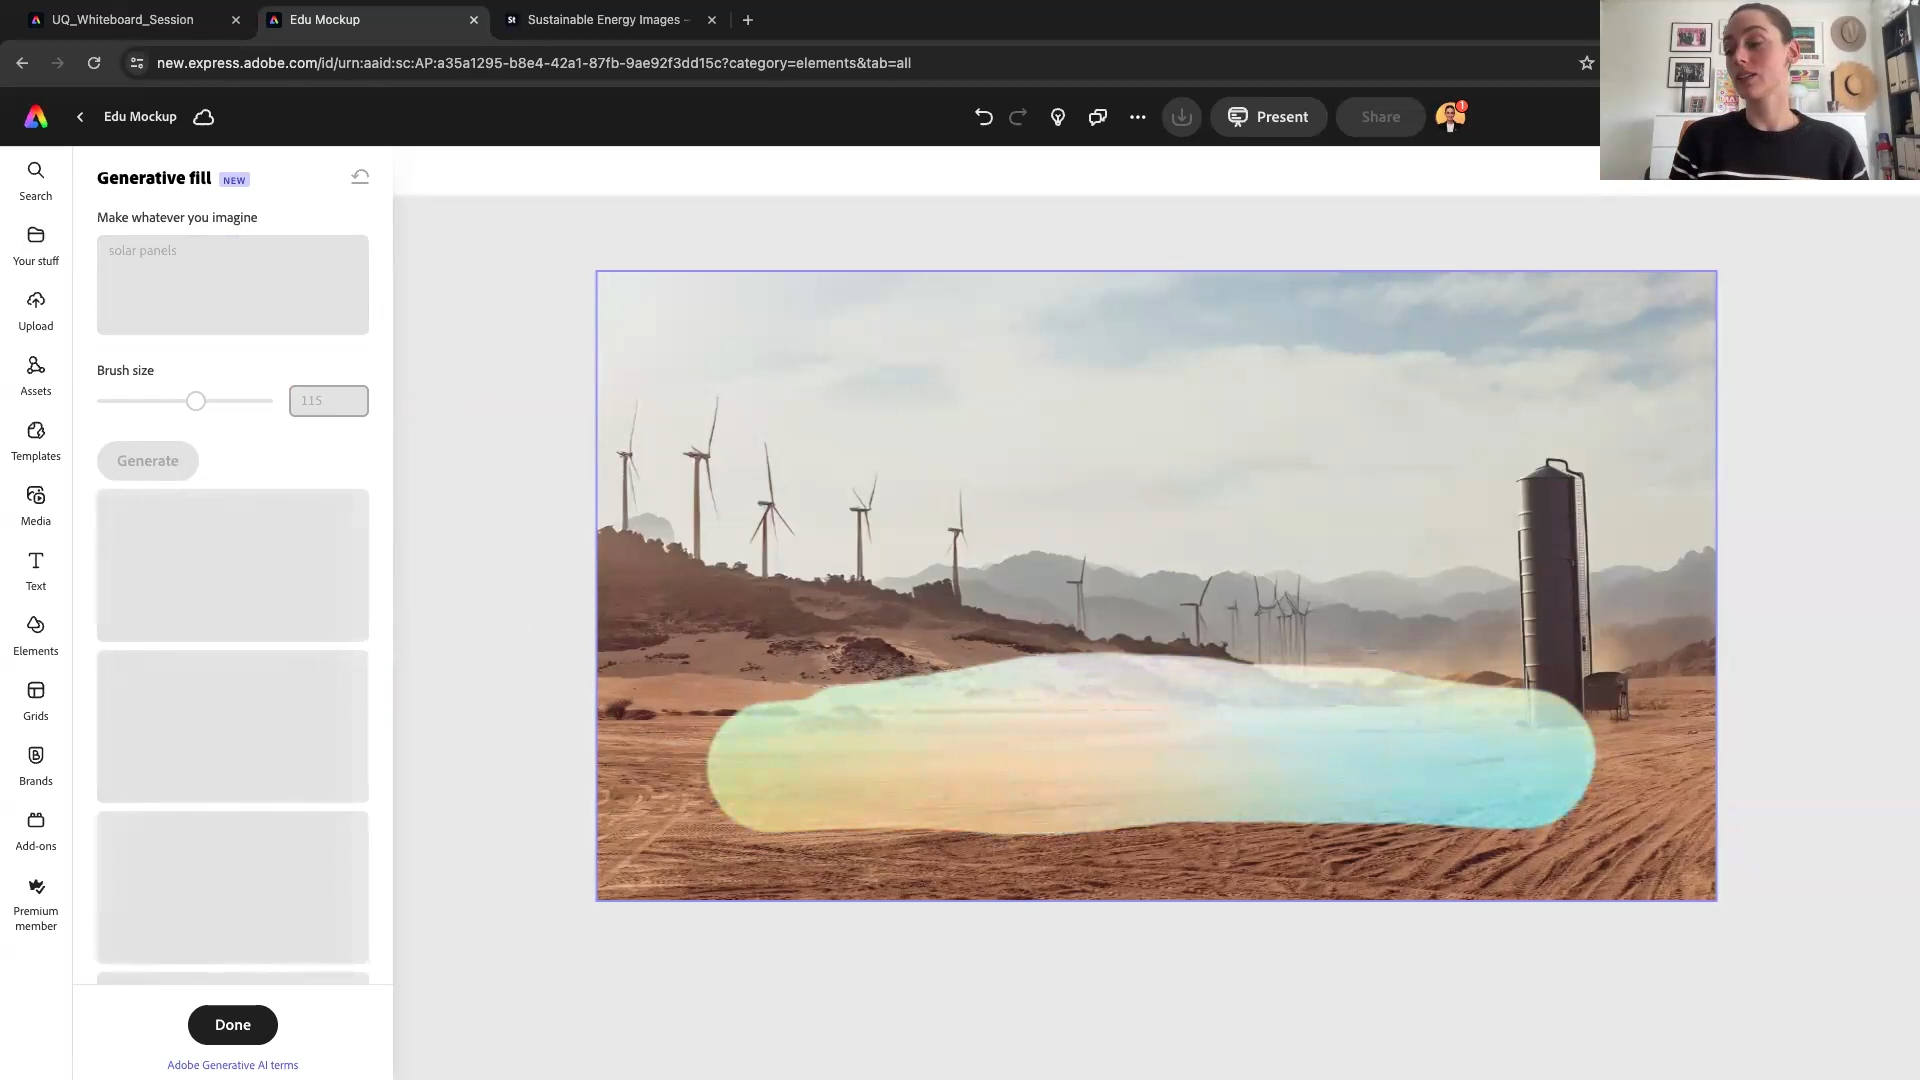 UQ_Whiteboard_Session
Edu Mockup
St
Sustainable Energy Images -
new.express.adobe.com/id/urn:aaid:sc:AP:a35a1295-b8e4-42a1-87fb-9ae92f3dd15c?category=elements&tab=all
Edu Mockup
Present
Share
1
Search
Your stuff
Upload
Assets
Templates
Media
Text
Elements
Grids
Brands
Add-ons
Premium
member
Generative fill NEW
Make whatever you imagine
solar panels
Brush size
115
Generate
Done
Adobe Generative AI terms